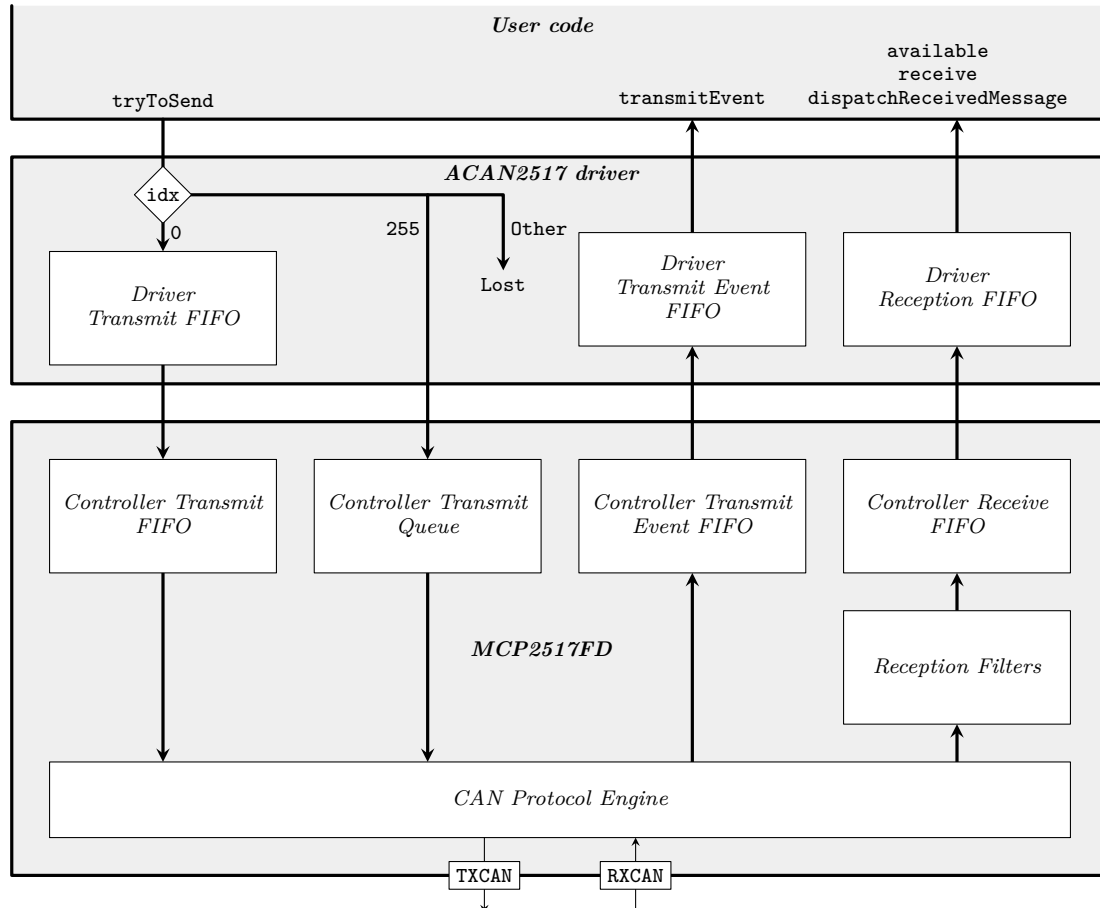 User code
tryToSend
transmitEvent
available
receive
dispatchReceivedMessage
ACAN2517 driver
idx
0
255
Other
Lost
Driver
Transmit FIFO
Driver
Transmit Event
FIFO
Driver
Reception FIFO
Controller Transmit
FIFO
Controller Transmit
Queue
Controller Transmit
Event FIFO
Controller Receive
FIFO
MCP2517FD
Reception Filters
CAN Protocol Engine
TXCAN
RXCAN